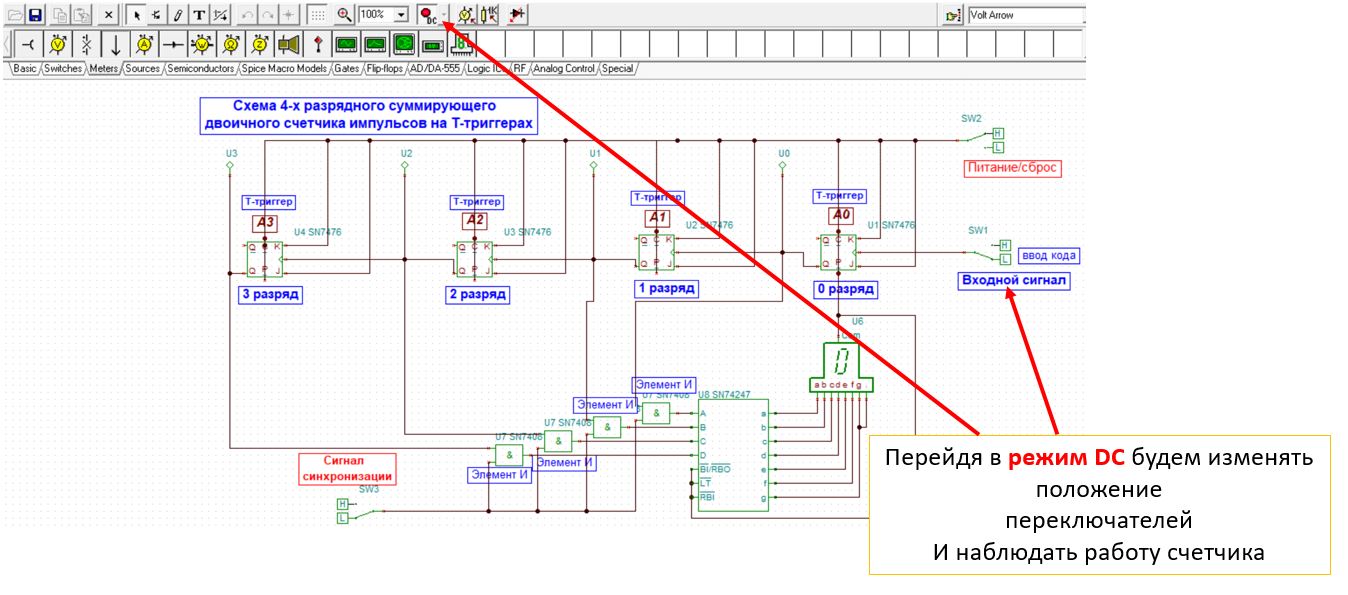 100% DC Volt Arrow
Basic Switches Meters Sources Semiconductors Spice Macro Models Gates Flip-flops AD/DA-555 Logic RF Analog Control Special
Схема 4-х разрядного суммирующего
двоичного счетчика импульсов на Т-триггерах
SW2
H
L
Питание/сброс
U3 U2 U1 U0
Т-триггер Т-триггер Т-триггер Т-триггер
A3 A2 A1 A0
U4 SN7476 U3 SN7476 U2 SN7476 U1 SN7476
Q C K Q C K Q C K Q C K
Q P J Q P J Q P J Q P J
SW1
H
L
ввод кода
Входной сигнал
3 разряд 2 разряд 1 разряд 0 разряд
U6
Com
0
a b c d e f g .
Элемент И
U7 SN7408
U8 SN74247
Элемент И
U7 SN7408
U7 SN7408
Элемент И
Элемент И
& & & &
A a
B b
C c
D d
BI/RBO e
LT f
RBI g
Сигнал
синхронизации
SW3
H
L
Перейдя в режим DC будем изменять
положение
переключателей
И наблюдать работу счетчика